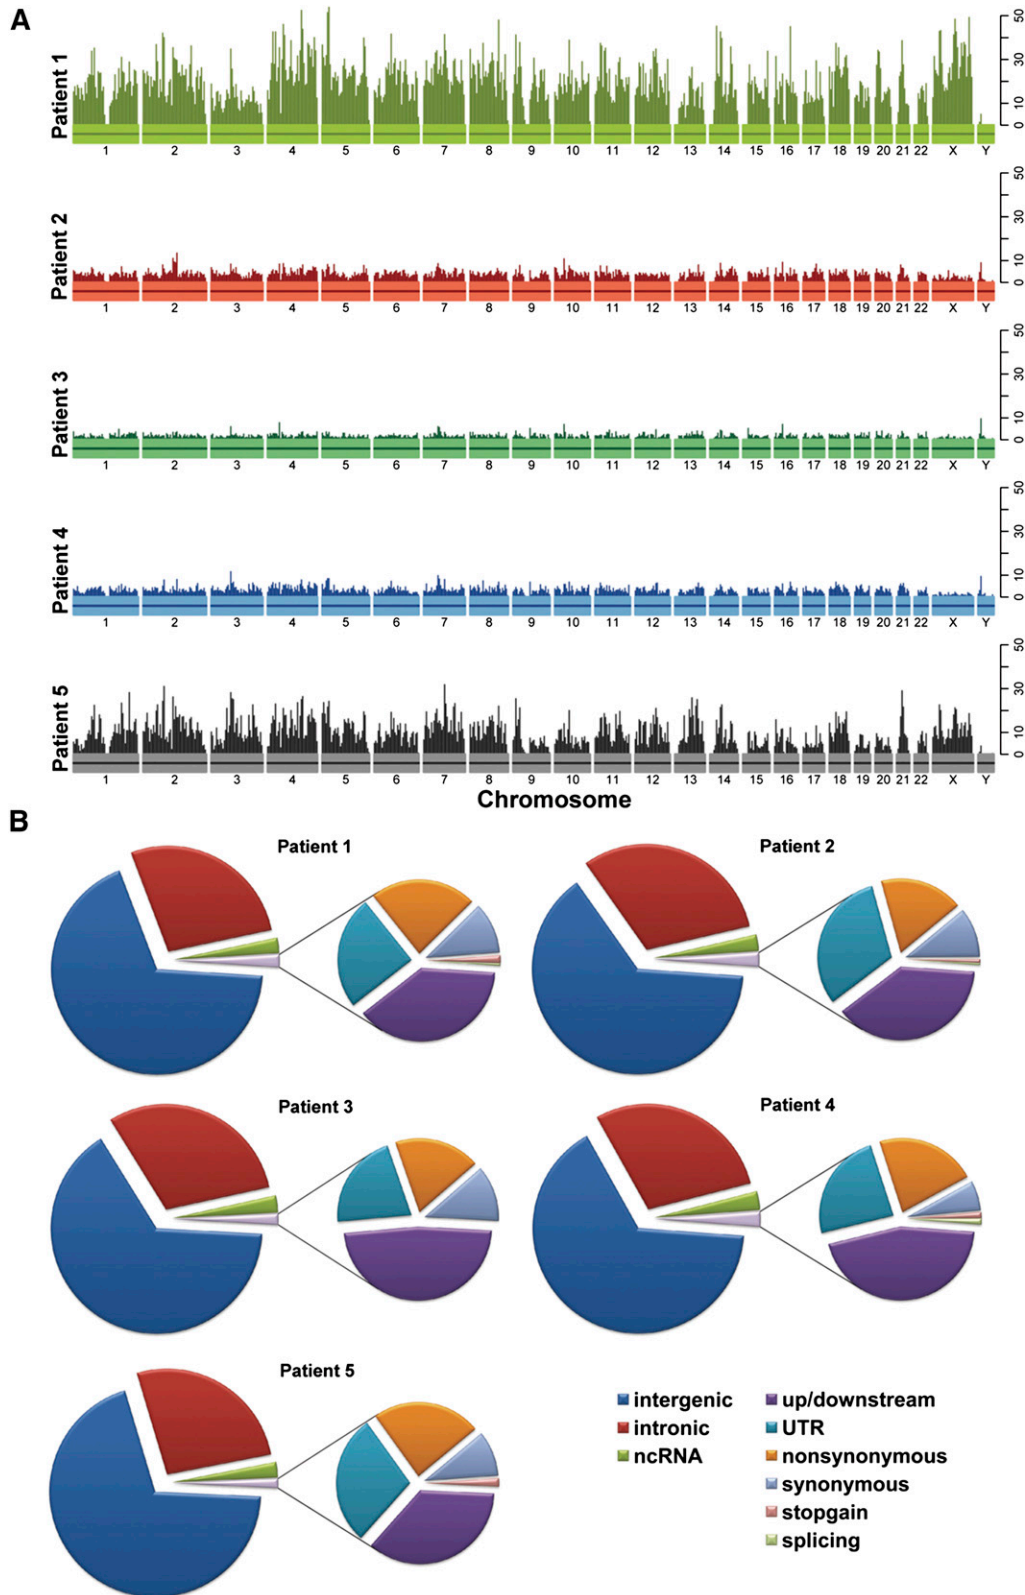 A
Patient 1
50
30
10
0
1 2 3 4 5 6 7 8 9 10 11 12 13 14 15 16 17 18 19 20 21 22 X Y
Patient 2
50
30
10
0
1 2 3 4 5 6 7 8 9 10 11 12 13 14 15 16 17 18 19 20 21 22 X Y
Patient 3
50
30
10
0
1 2 3 4 5 6 7 8 9 10 11 12 13 14 15 16 17 18 19 20 21 22 X Y
Patient 4
50
30
10
0
1 2 3 4 5 6 7 8 9 10 11 12 13 14 15 16 17 18 19 20 21 22 X Y
Patient 5
50
30
10
0
1 2 3 4 5 6 7 8 9 10 11 12 13 14 15 16 17 18 19 20 21 22 X Y
Chromosome
B
Patient 1
Patient 2
Patient 3
Patient 4
Patient 5
intergenic
intronic
ncRNA
up/downstream
UTR
nonsynonymous
synonymous
stopgain
splicing